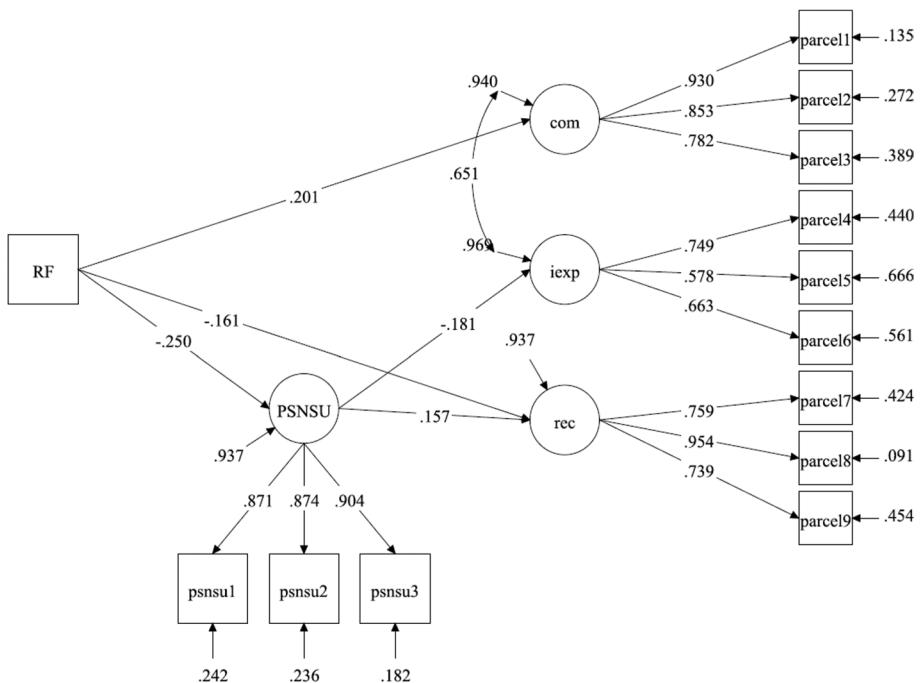 parcel1
.135
.940
.930
parcel2
.272
.853
com
.782
parcel3
.389
.651
.201
parcel4
.440
.969
.749
RF
iexp
.578
parcel5
.666
.663
-.161
-.181
parcel6
.561
-.250
.937
parcel7
.424
PSNSU
.157
rec
.759
.954
parcel8
.091
.937
.739
.871
.874
.904
parcel9
.454
psnsu1
psnsu2
psnsu3
.242
.236
.182